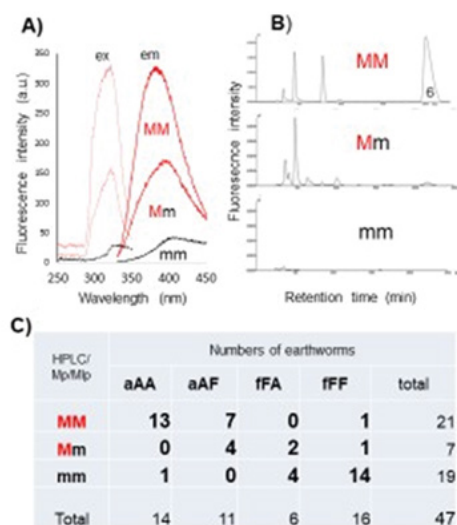 A)
ex em
350
300
250
200
150
100
50
0
MM
Mm
mm
250 300 350 400 450
Wavelength (nm)
Fluorescence intensity (a.u.)
B)
MM
6
Mm
mm
Fluoresecnce intensity
Retention time (min)
C)
HPLC/ Numbers of earthworms
Mp/Mlp aAA aAF fFA fFF total
MM 13 7 0 1 21
Mm 0 4 2 1 7
mm 1 0 4 14 19
Total 14 11 6 16 47